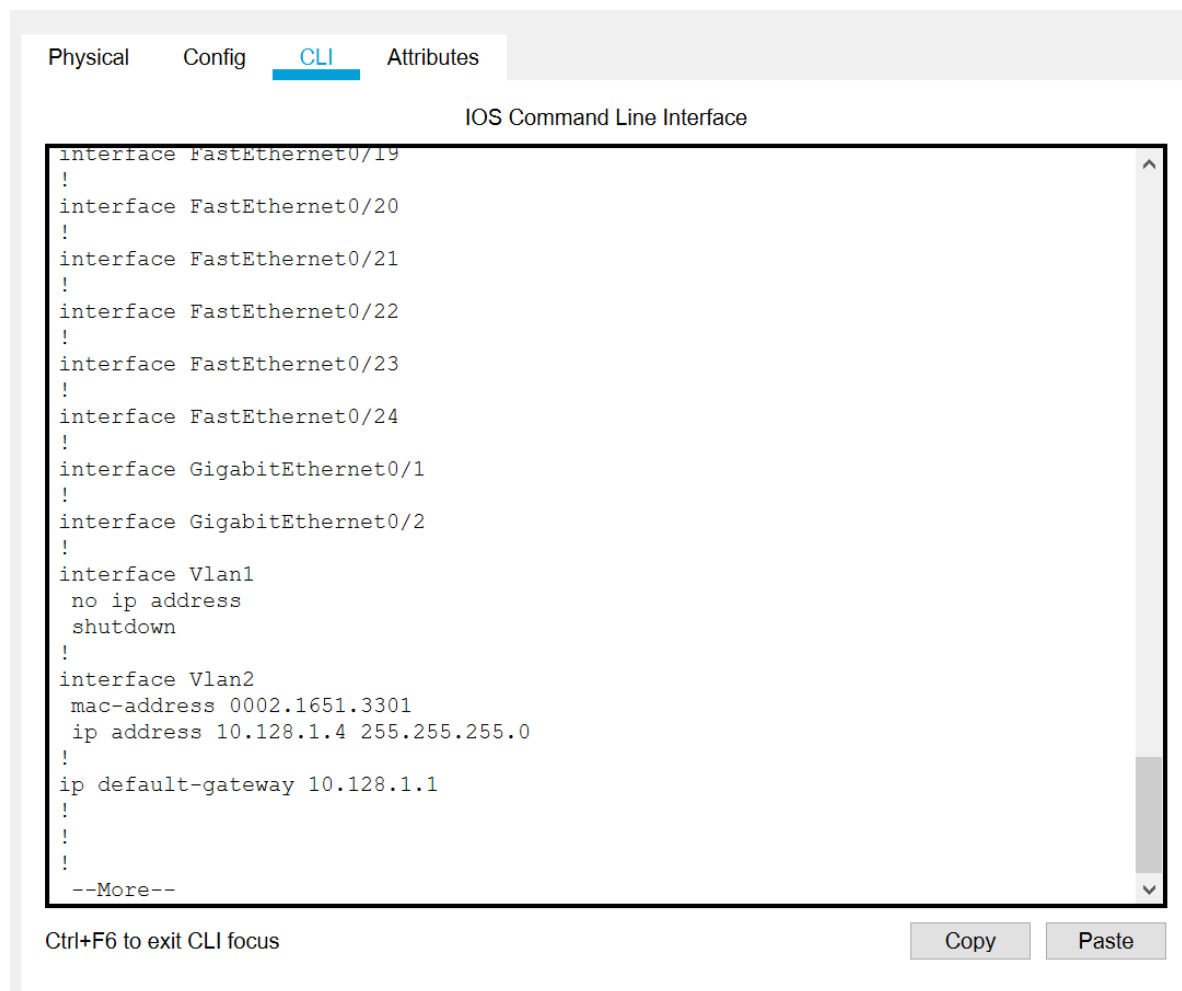 Physical Config CLI Attributes
IOS Command Line Interface
interface FastEthernet0/19
!
interface FastEthernet0/20
!
interface FastEthernet0/21
!
interface FastEthernet0/22
!
interface FastEthernet0/23
!
interface FastEthernet0/24
!
interface GigabitEthernet0/1
!
interface GigabitEthernet0/2
!
interface Vlan1
 no ip address
 shutdown
!
interface Vlan2
 mac-address 0002.1651.3301
 ip address 10.128.1.4 255.255.255.0
!
ip default-gateway 10.128.1.1
!
!
!
 --More--
Ctrl+F6 to exit CLI focus Copy Paste